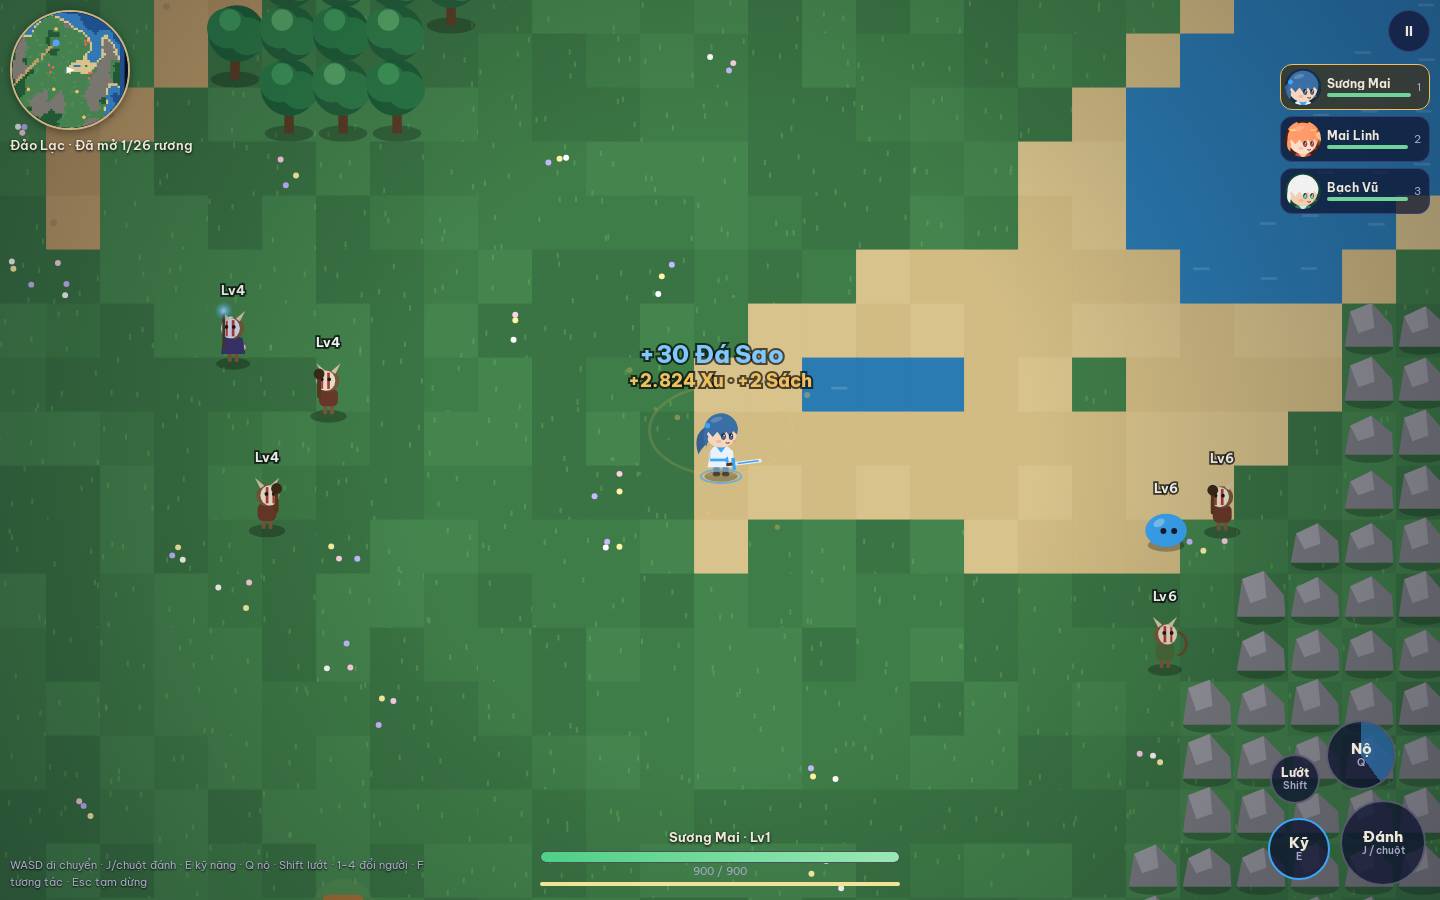 Đảo Lạc · Đã mở 1/26 rương
II
Sương Mai 1
Mai Linh 2
Bạch Vũ 3
Lv4
Lv4
Lv4
+30 Đá Sao
+2.824 Xu · +2 Sách
Lv6
Lv6
Lv6
Nộ
Q
Lướt
Shift
Kỹ
E
Đánh
J / chuột
Sương Mai · Lv1
900 / 900
WASD di chuyển · J/chuột đánh · E kỹ năng · Q nộ · Shift lướt · 1–4 đổi người · F
tương tác · Esc tạm dừng